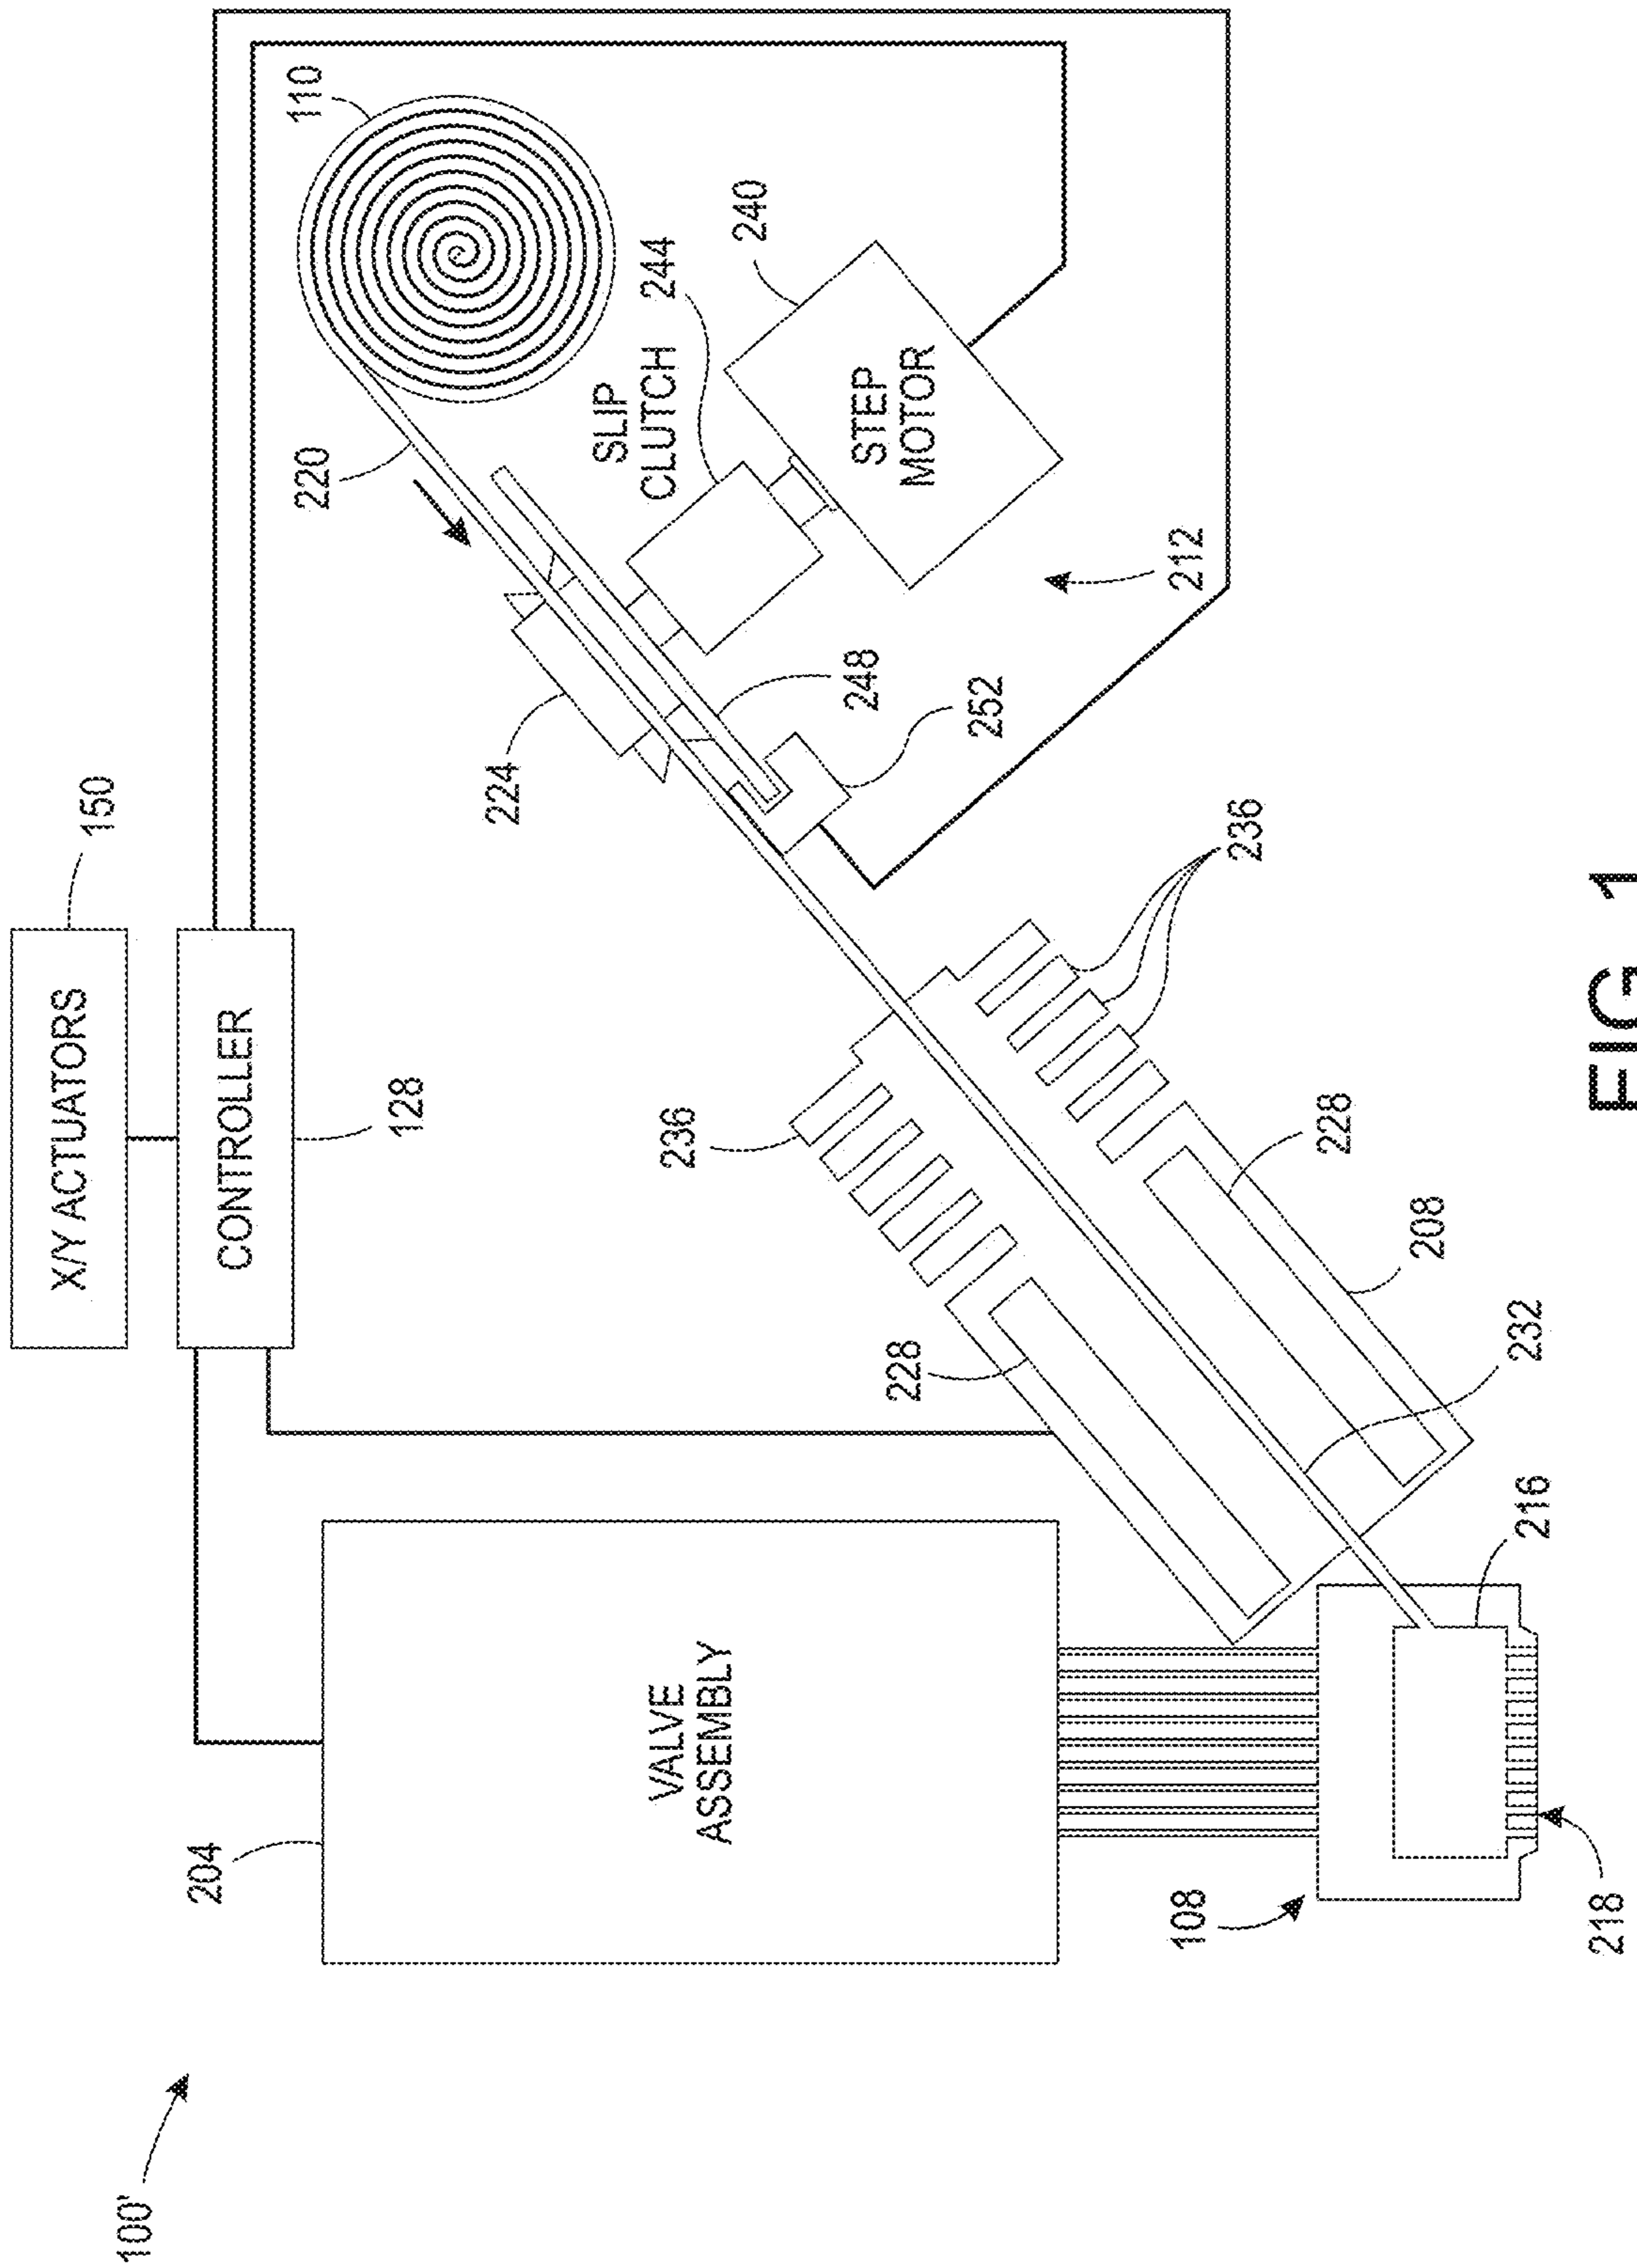 100'
X/Y ACTUATORS
150
CONTROLLER
128
110
220
SLIP
CLUTCH
244
240
STEP
MOTOR
212
224
248
252
236
236
228
228
208
232
204
VALVE
ASSEMBLY
216
108
218
FIG. 1